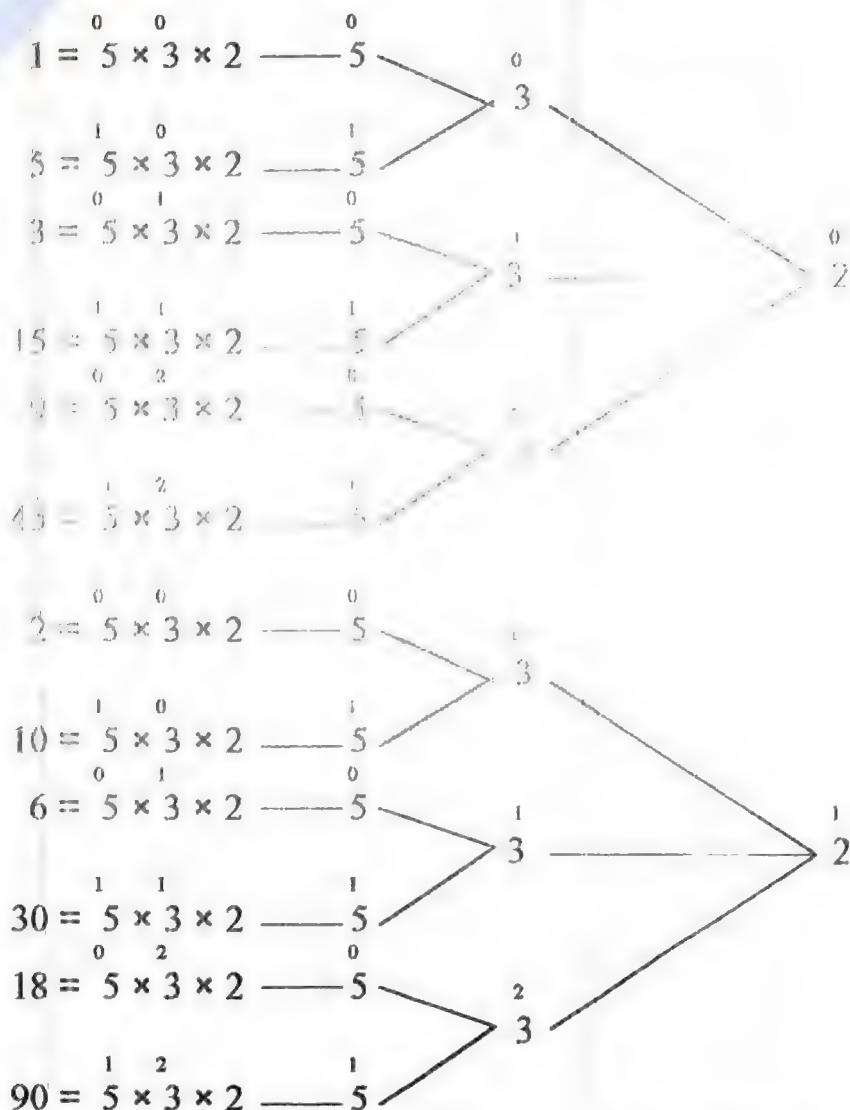 0 0 0
1 = 5 × 3 × 2 5
0
3
1 0 1
5 = 5 × 3 × 2 5
0 1 0
3 = 5 × 3 × 2 5
1 0
3 2
1 1 1
15 = 5 × 3 × 2 5
0 2
9 = 5 × 3 × 2 5
1 2 1
45 = 5 × 3 × 2 5
0 0 0
2 = 5 × 3 × 2 5
3
1 0 1
10 = 5 × 3 × 2 5
0 1 0
6 = 5 × 3 × 2 5
1 1
3 2
1 1 1
30 = 5 × 3 × 2 5
0 2 0
18 = 5 × 3 × 2 5
2
3
1 2 1
90 = 5 × 3 × 2 5